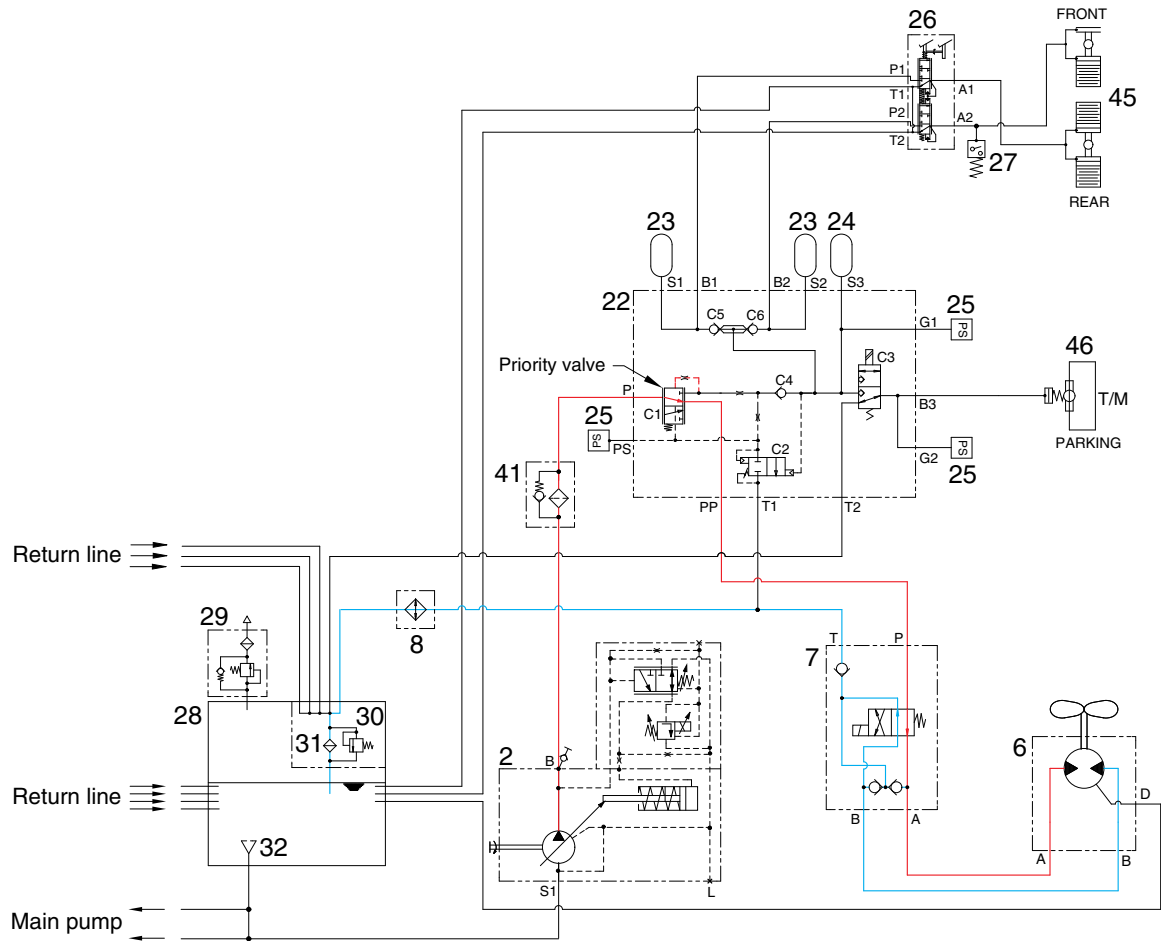 26
FRONT
P1
T1
A1
45
P2
A2
T2
27
REAR
23
23
24
S1
B1
B2
S2
S3
22
C5
C6
G1
25
PS
46
Priority valve
C3
P
C4
T/M
C1
B3
25
PS
PS
PARKING
C2
G2
PS
25
41
PP
T1
T2
Return line
29
8
T
P
7
28
30
31
2
B
6
D
Return line
B
A
32
A
B
S1
L
Main pump